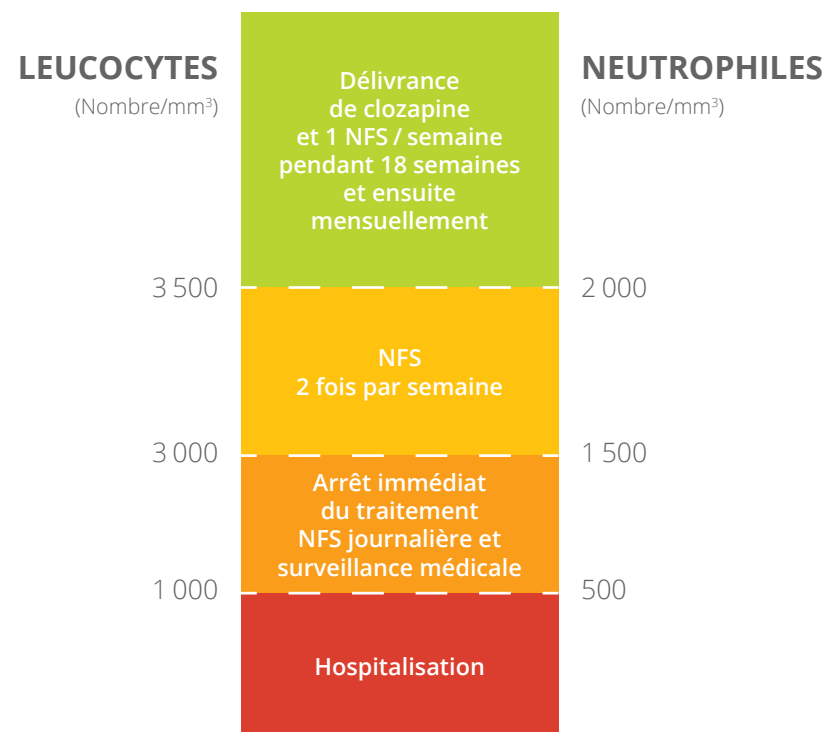 LEUCOCYTES
(Nombre/mm³)
NEUTROPHILES
(Nombre/mm³)
Délivrance
de clozapine
et 1 NFS / semaine
pendant 18 semaines
et ensuite
mensuellement
3 500
2 000
NFS
2 fois par semaine
3 000
1 500
Arrêt immédiat
du traitement
NFS journalière et
surveillance médicale
1 000
500
Hospitalisation